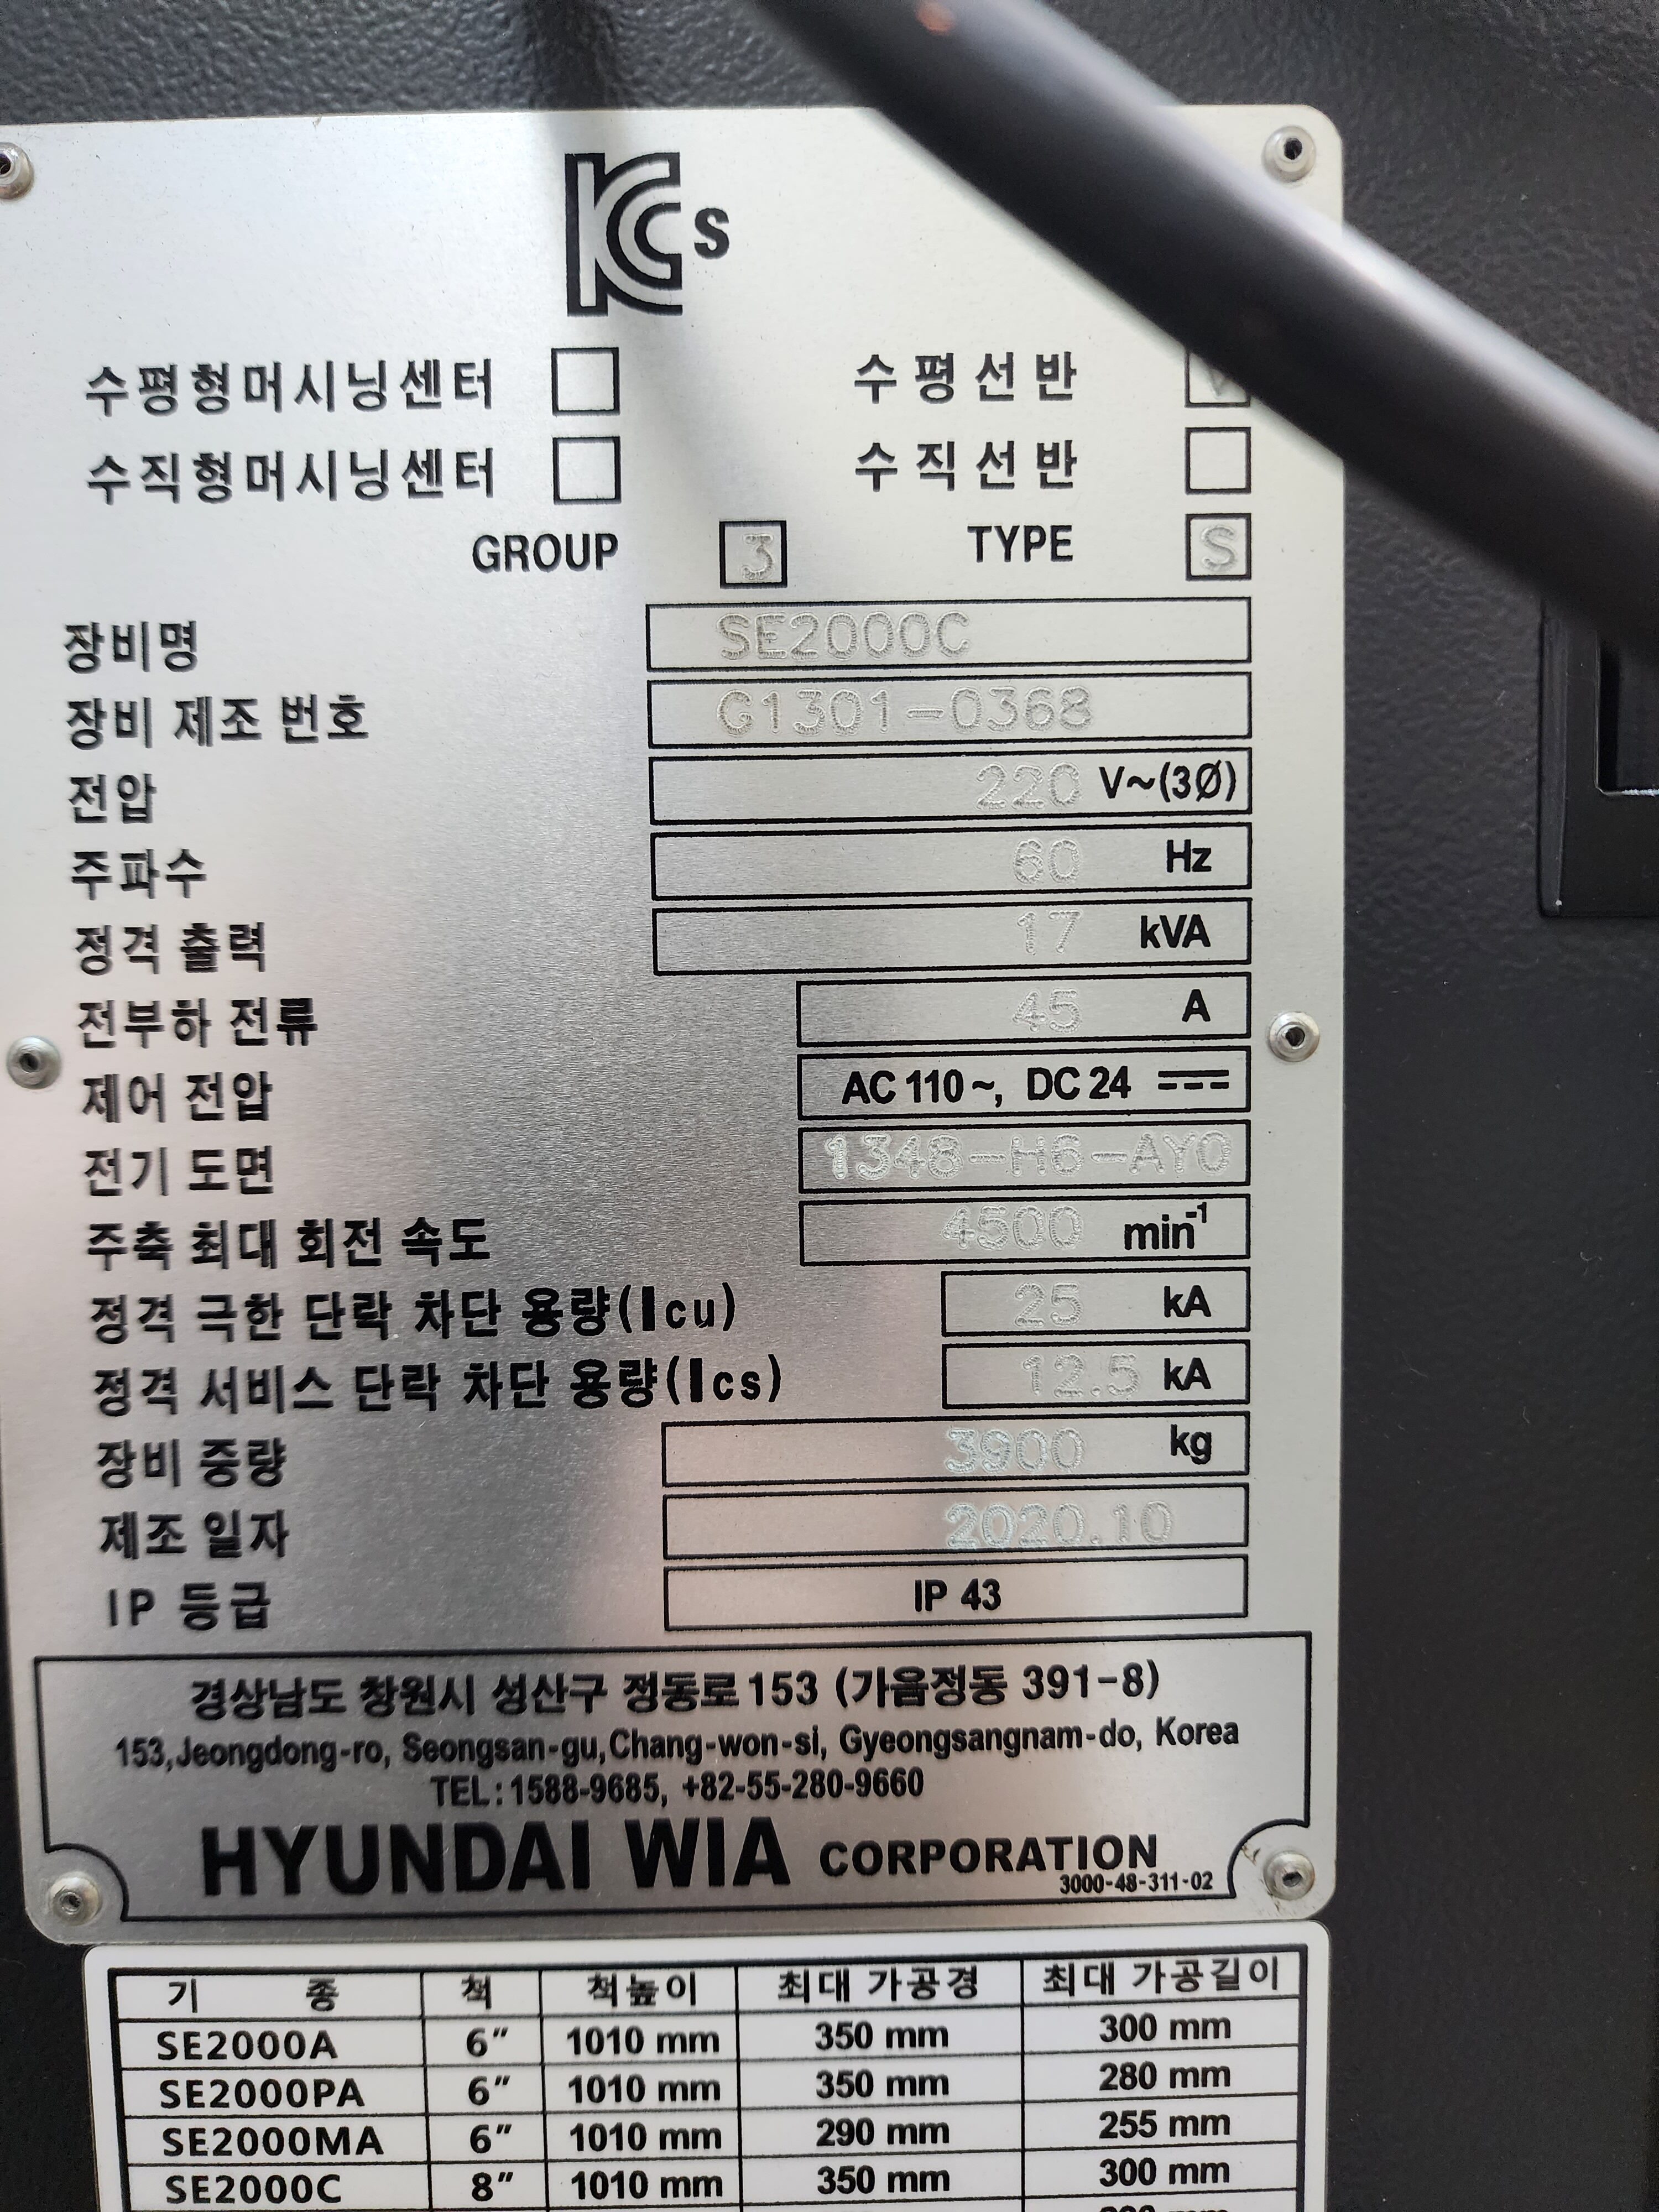 KC s
수평형머시닝센터 수평선반 V
수직형머시닝센터 수직선반
GROUP 3 TYPE S
장비명 SE2000C
장비 제조 번호 G1301-0368
전압 220 V~(3Ø)
주파수 60 Hz
정격 출력 17 kVA
전부하 전류 45 A
제어 전압 AC 110~, DC 24
전기 도면 1348-H6-AY0
주축 최대 회전 속도 4500 min-1
정격 극한 단락 차단 용량(Icu) 25 kA
정격 서비스 단락 차단 용량(Ics) 12.5 kA
장비 중량 3900 kg
제조 일자 2020.10
IP 등급 IP 43
경상남도 창원시 성산구 정동로 153 (가음정동 391-8)
153,Jeongdong-ro, Seongsan-gu,Chang-won-si, Gyeongsangnam-do, Korea
TEL:1588-9685, +82-55-280-9660
HYUNDAI WIA CORPORATION
3000-48-311-02
기 종 척 척높이 최대 가공경 최대 가공길이
SE2000A 6" 1010 mm 350 mm 300 mm
SE2000PA 6" 1010 mm 350 mm 280 mm
SE2000MA 6" 1010 mm 290 mm 255 mm
SE2000C 8" 1010 mm 350 mm 300 mm